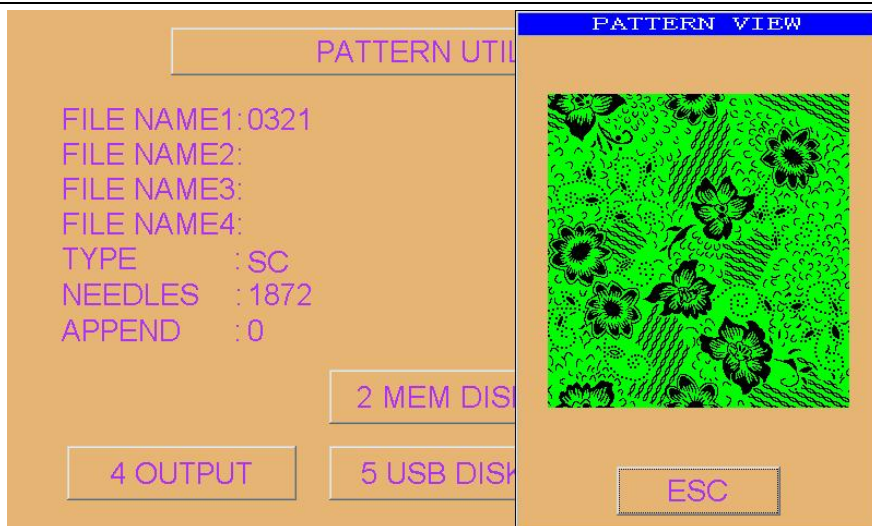 PATTERN UTIL
FILE NAME1:0321
FILE NAME2:
FILE NAME3:
FILE NAME4:
TYPE :SC
NEEDLES :1872
APPEND :0
2 MEM DIS
4 OUTPUT
5 USB DISK
PATTERN VIEW
ESC